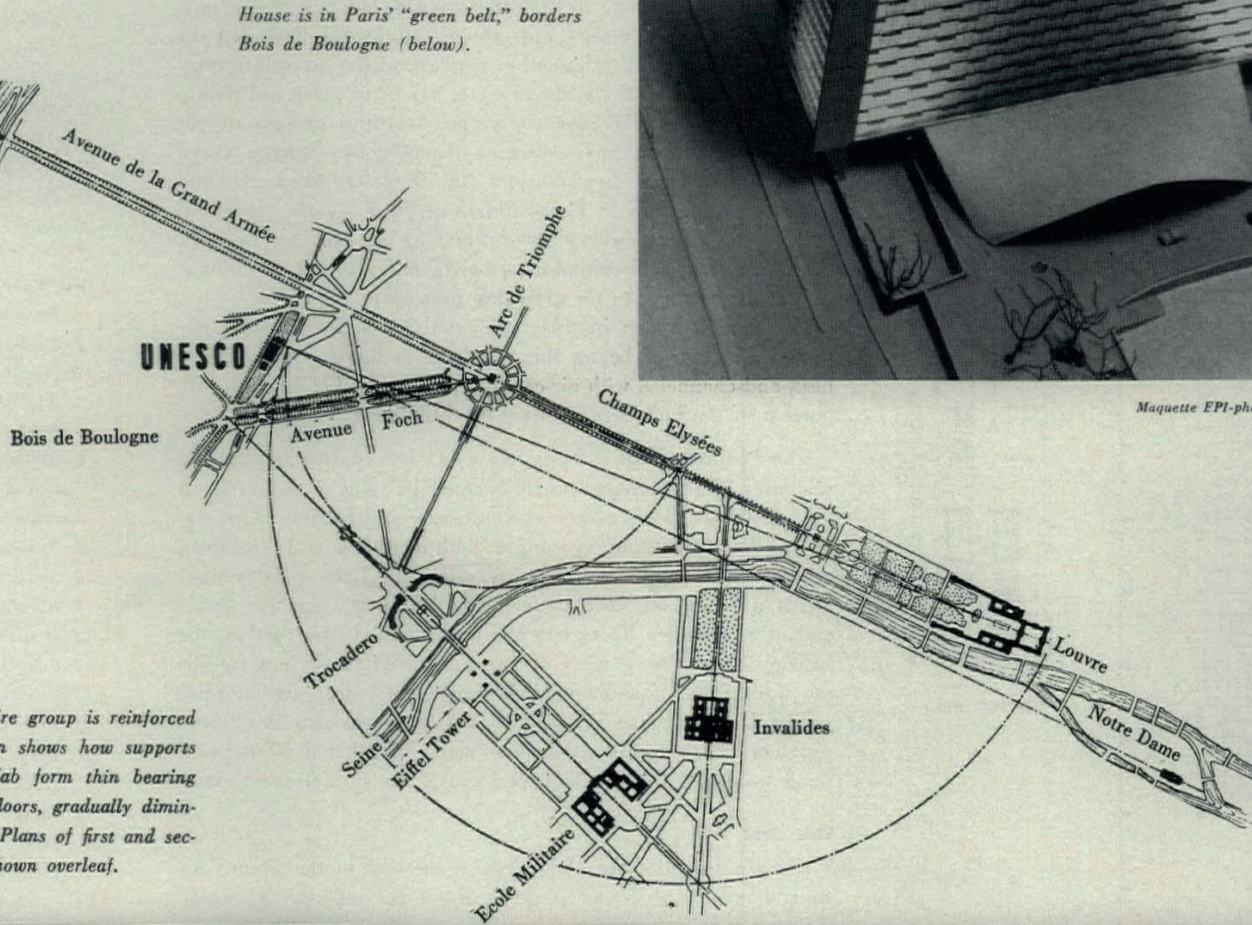 House is in Paris’ “green belt,” borders
Bois de Boulogne (below).
Avenue de la Grand Armée
Arc de Triomphe
UNESCO
Champs Elysées
Avenue Foch
Bois de Boulogne
Maquette EPI-pho
Trocadero
Seine
Eiffel Tower
Invalides
Louvre
Notre Dame
Ecole Militaire
re group is reinforced
n shows how supports
lab form thin bearing
loors, gradually dimin-
Plans of first and sec-
hown overleaf.